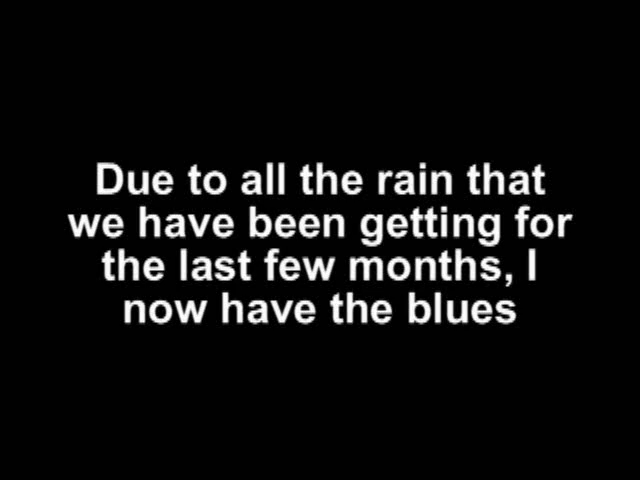 Due to all the rain that
we have been getting for
the last few months, I
now have the blues